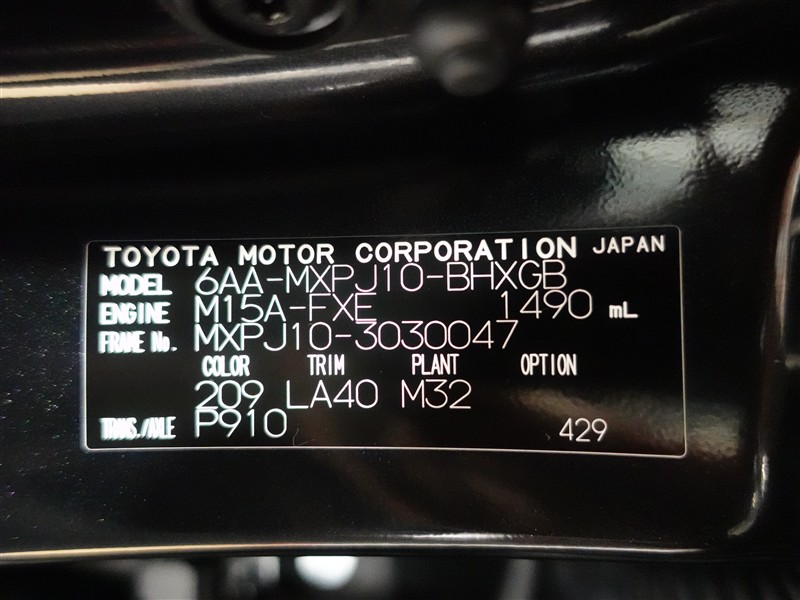 TOYOTA MOTOR CORPORATION JAPAN
MODEL 6AA-MXPJ10-BHXGB
ENGINE M15A-FXE 1490 mL
FRAME No. MXPJ10-3030047
COLOR TRIM PLANT OPTION
209 LA40 M32
TRANS./AXLE P910 429